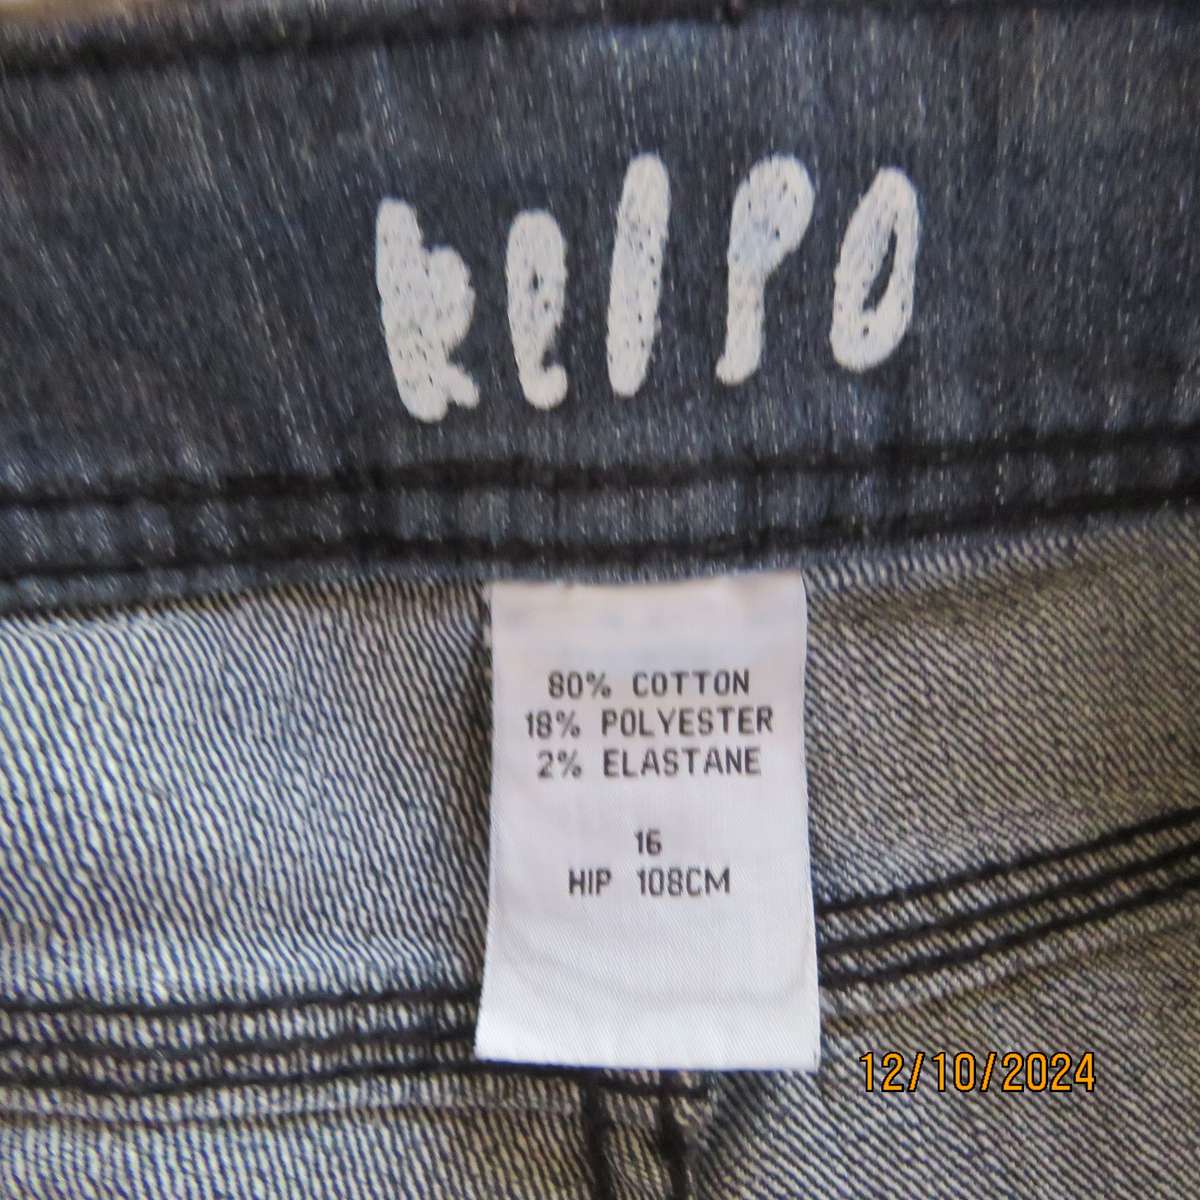 kelpo
80% COTTON
18% POLYESTER
2% ELASTANE
16
HIP 108CM
12/10/2024